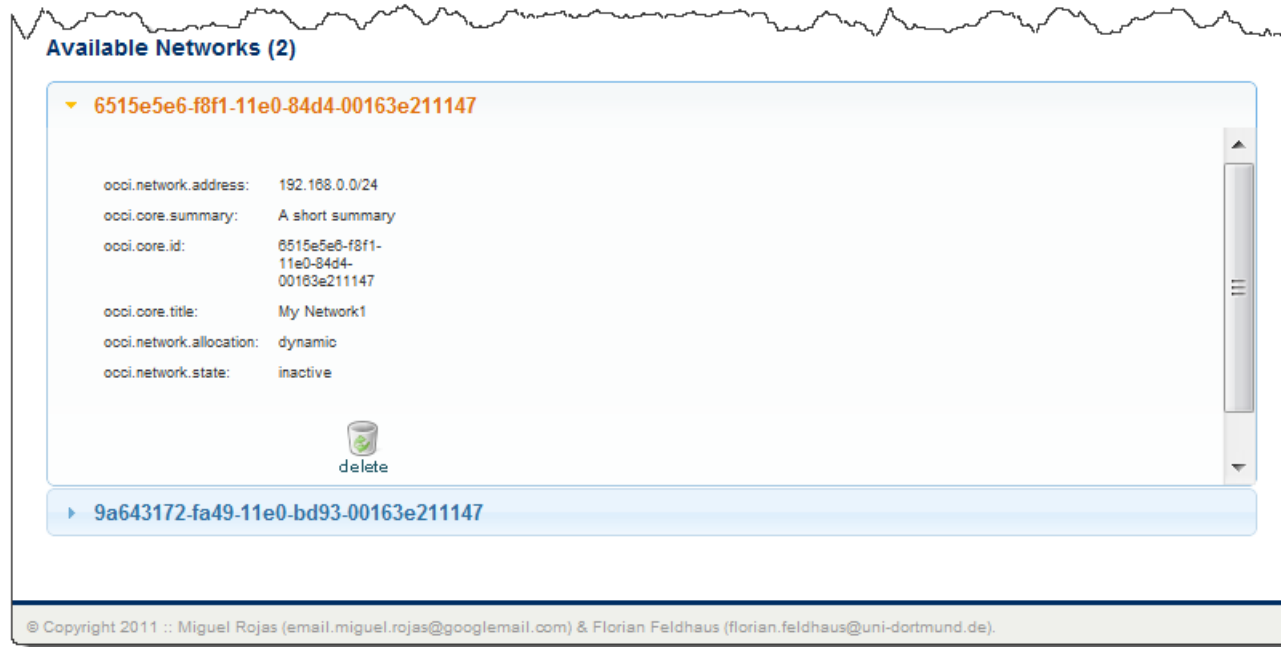 Available Networks (2)
6515e5e6-f8f1-11e0-84d4-00163e211147
occi.network.address: 192.168.0.0/24
occi.core.summary: A short summary
occi.core.id: 6515e5e6-f8f1-
11e0-84d4-
00163e211147
occi.core.title: My Network1
occi.network.allocation: dynamic
occi.network.state: inactive
delete
9a643172-fa49-11e0-bd93-00163e211147
© Copyright 2011 :: Miguel Rojas (email.miguel.rojas@googlemail.com) & Florian Feldhaus (florian.feldhaus@uni-dortmund.de).